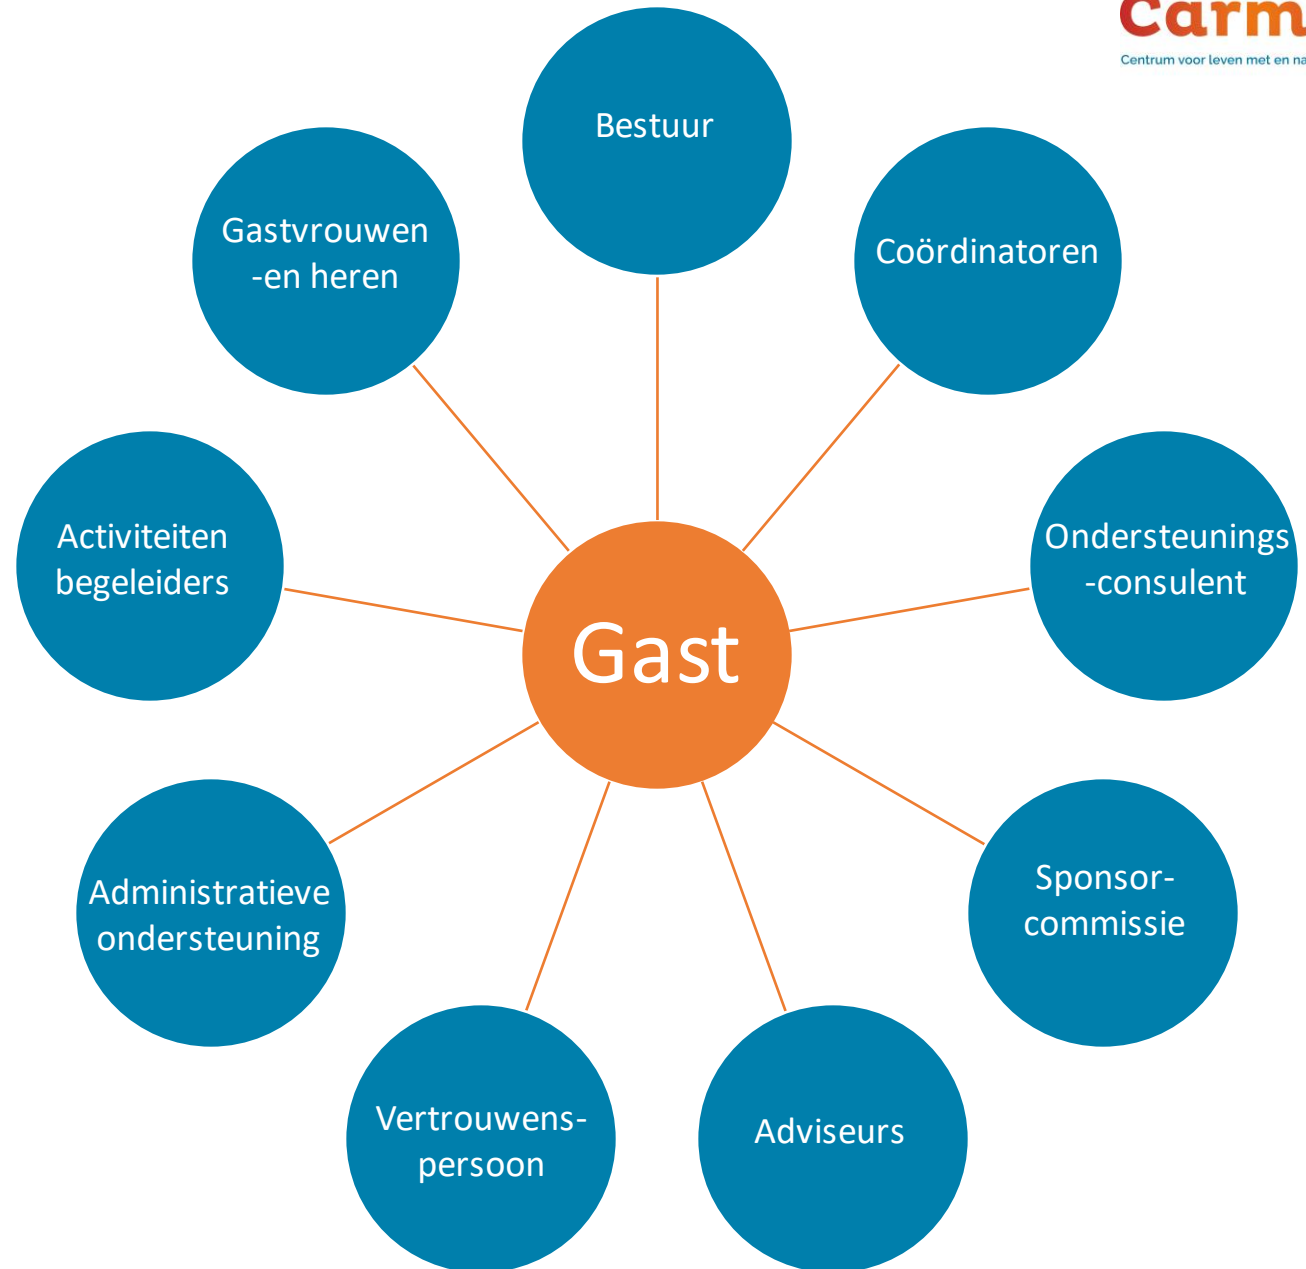 Carm
Centrum voor leven met en na
Bestuur
Gastvrouwen
-en heren
Coördinatoren
Activiteiten
begeleiders
Ondersteunings
-consulent
Gast
Administratieve
ondersteuning
Sponsor-
commissie
Vertrouwens-
persoon
Adviseurs